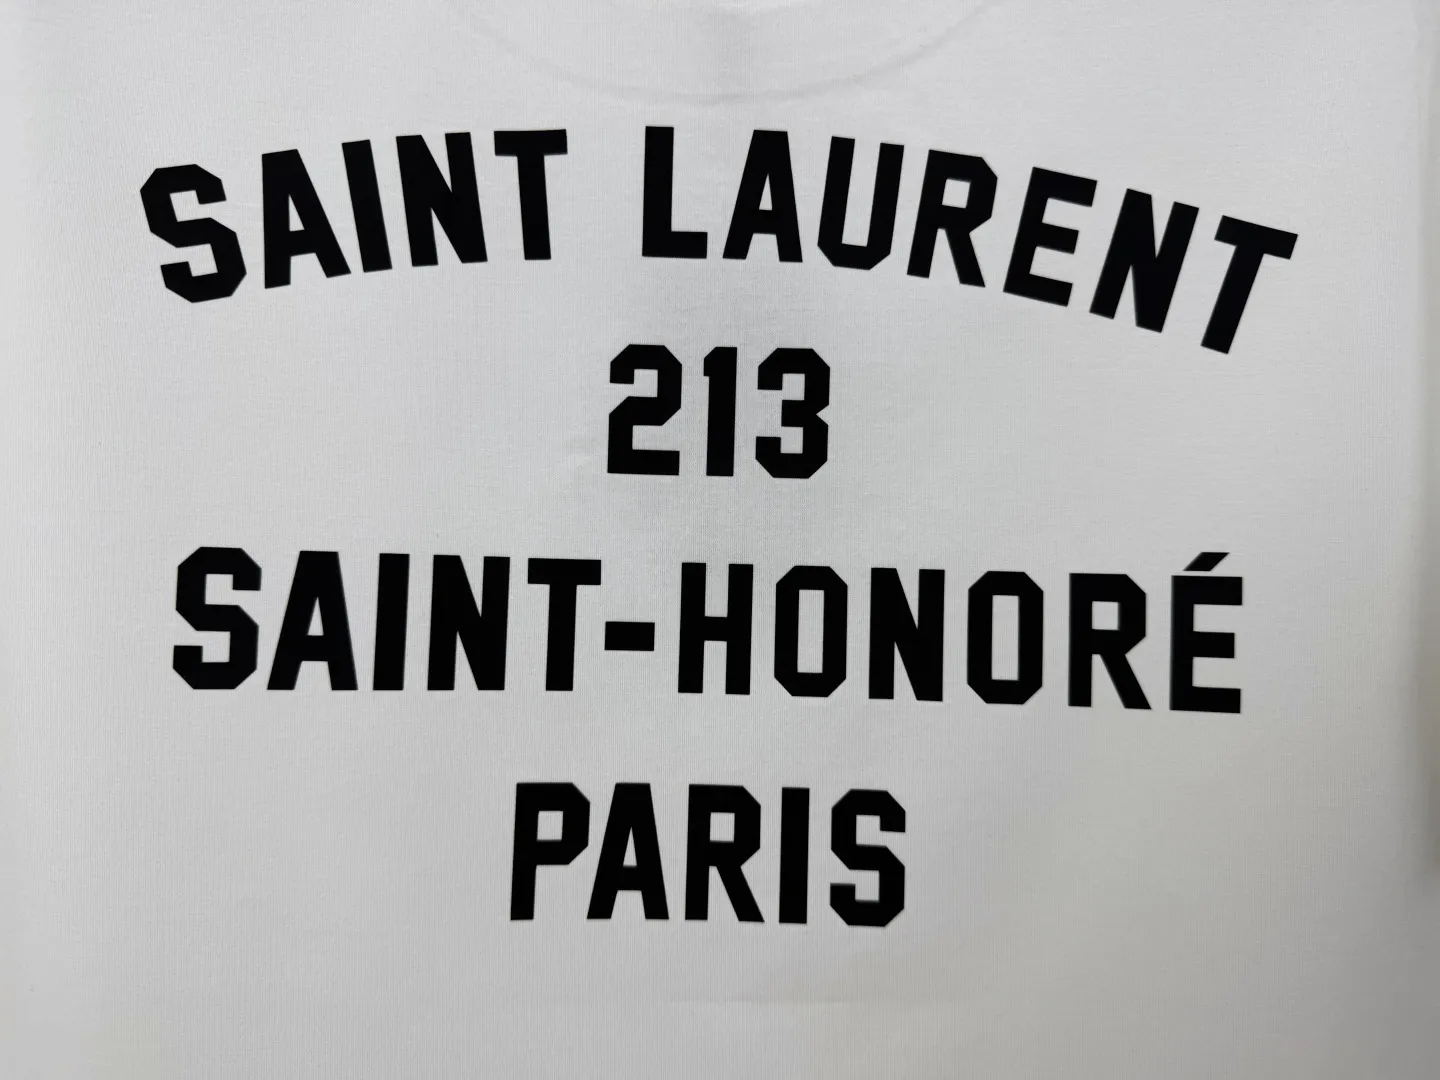 SAINT LAURENT
213
SAINT-HONORÉ
PARIS